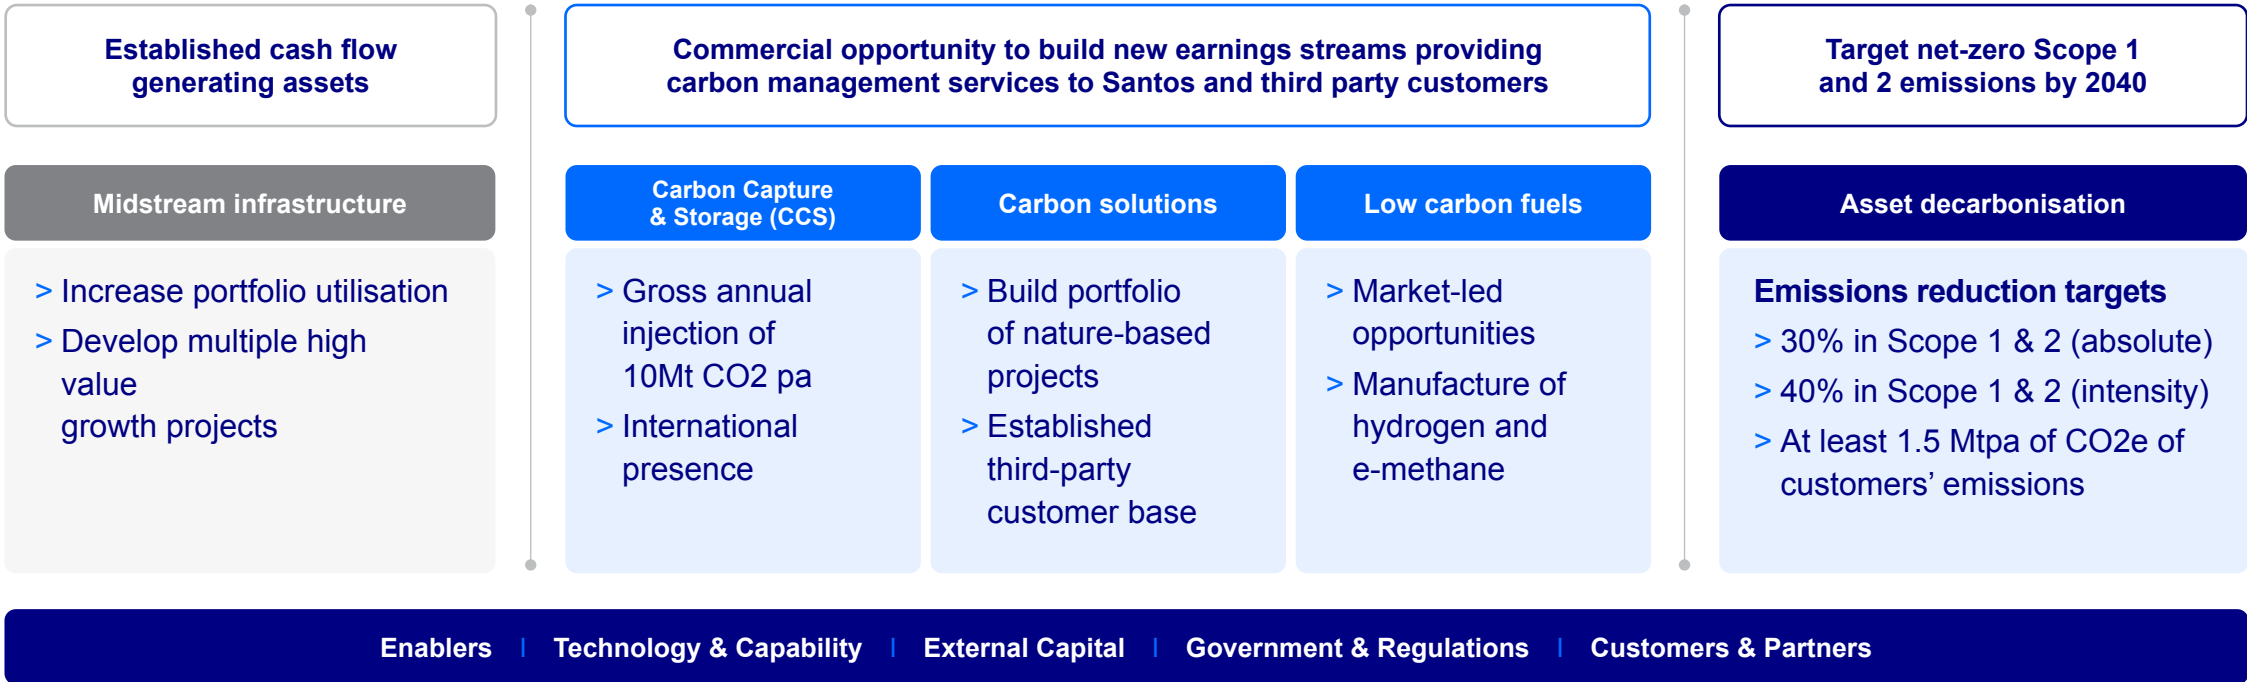 Established cash flow
generating assets
Commercial opportunity to build new earnings streams providing
carbon management services to Santos and third party customers
Target net-zero Scope 1
and 2 emissions by 2040
Midstream infrastructure
> Increase portfolio utilisation
> Develop multiple high
value
growth projects
Carbon Capture
& Storage (CCS)
> Gross annual
injection of
10Mt CO2 pa
> International
presence
Carbon solutions
> Build portfolio
of nature-based
projects
> Established
third-party
customer base
Low carbon fuels
> Market-led
opportunities
> Manufacture of
hydrogen and
e-methane
Asset decarbonisation
Emissions reduction targets
> 30% in Scope 1 & 2 (absolute)
> 40% in Scope 1 & 2 (intensity)
> At least 1.5 Mtpa of CO2e of
customers’ emissions
Enablers | Technology & Capability | External Capital | Government & Regulations | Customers & Partners